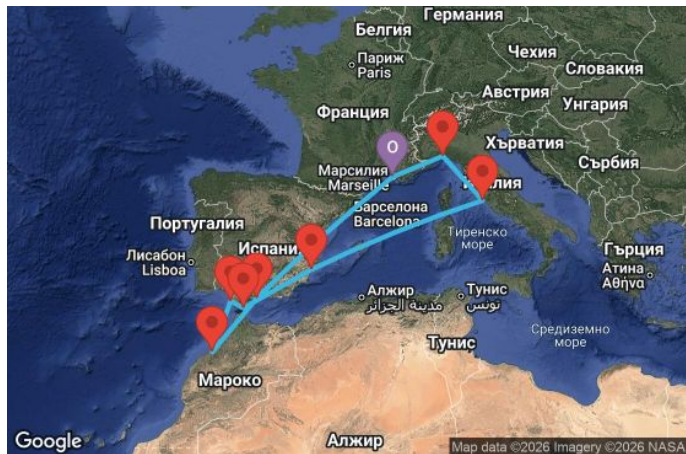 Германия
Белгия
Париж
Paris
Чехия
Словакия
Австрия
Унгария
Франция
Хърватия
Сърбия
О
Марсилия
Marseille
Италия
Барселона
Barcelona
Португалия
Тиренско
море
Испания
Лисабон
Lisboa
Гърция
Атина
Αθήνα
Алжир
مدينة الجزائر
Тунис
تونس
Средиземно
море
Тунис
Мароко
Алжир
Google
Map data ©2026 Imagery ©2026 NASA